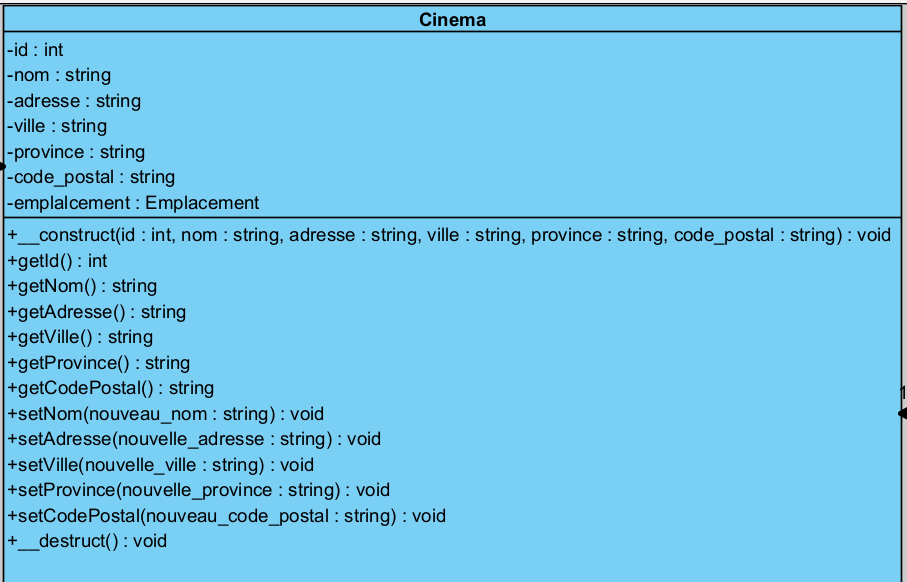 Cinema
-id : int
-nom : string
-adresse : string
-ville : string
-province : string
-code_postal : string
-emplalcement : Emplacement
+__construct(id : int, nom : string, adresse : string, ville : string, province : string, code_postal : string) : void
+getId() : int
+getNom() : string
+getAdresse() : string
+getVille() : string
+getProvince() : string
+getCodePostal() : string
1
+setNom(nouveau_nom : string) : void
+setAdresse(nouvelle_adresse : string) : void
+setVille(nouvelle_ville : string) : void
+setProvince(nouvelle_province : string) : void
+setCodePostal(nouveau_code_postal : string) : void
+__destruct() : void